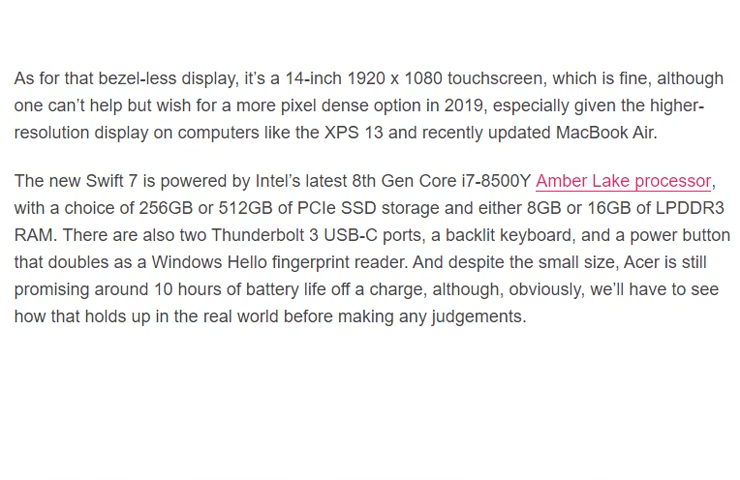 As for that bezel-less display, it’s a 14-inch 1920 x 1080 touchscreen, which is fine, although
one can’t help but wish for a more pixel dense option in 2019, especially given the higher-
resolution display on computers like the XPS 13 and recently updated MacBook Air.
The new Swift 7 is powered by Intel’s latest 8th Gen Core i7-8500Y Amber Lake processor,
with a choice of 256GB or 512GB of PCIe SSD storage and either 8GB or 16GB of LPDDR3
RAM. There are also two Thunderbolt 3 USB-C ports, a backlit keyboard, and a power button
that doubles as a Windows Hello fingerprint reader. And despite the small size, Acer is still
promising around 10 hours of battery life off a charge, although, obviously, we’ll have to see
how that holds up in the real world before making any judgements.